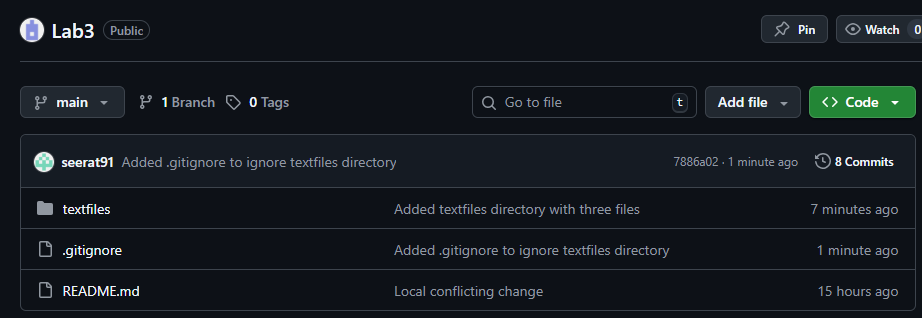 Lab3 Public Pin Watch 0
main 1 Branch 0 Tags Go to file t Add file Code
seerat91 Added .gitignore to ignore textfiles directory 7886a02 · 1 minute ago 8 Commits
textfiles Added textfiles directory with three files 7 minutes ago
.gitignore Added .gitignore to ignore textfiles directory 1 minute ago
README.md Local conflicting change 15 hours ago